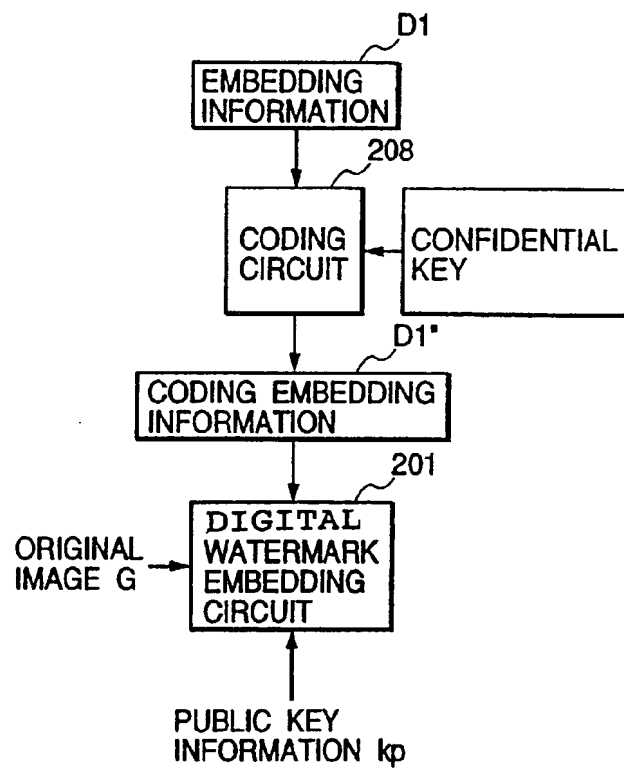 D1
EMBEDDING
INFORMATION
208
CODING
CIRCUIT
CONFIDENTIAL
KEY
D1"
CODING EMBEDDING
INFORMATION
201
DIGITAL
WATERMARK
EMBEDDING
CIRCUIT
ORIGINAL
IMAGE G
PUBLIC KEY
INFORMATION kp